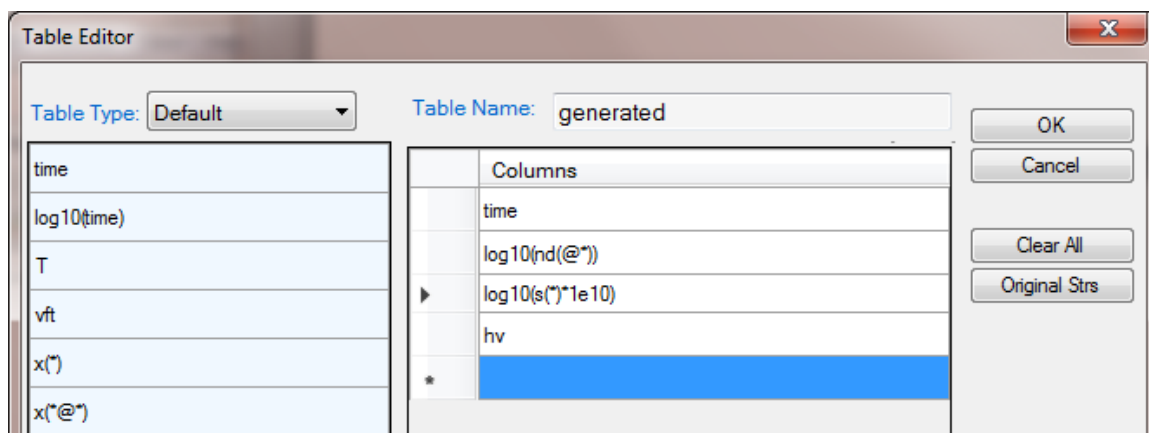 Table Editor
Table Type: Default
Table Name: generated
time
log10(time)
T
vft
x(*)
x(*@*)
Columns
time
log10(nd(@*))
log10(s(*)*1e10)
hv
*
OK
Cancel
Clear All
Original Strs